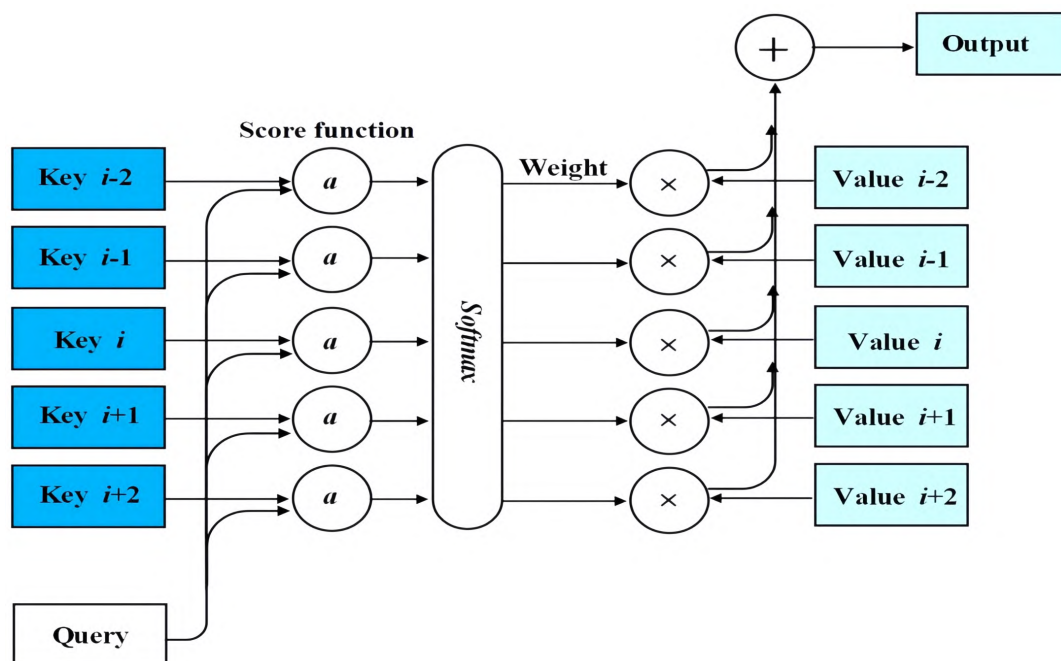 +
Output
Score function
Key i-2
a
Weight
×
Value i-2
Key i-1
a
×
Value i-1
Key i
a
Softmax
×
Value i
Key i+1
a
×
Value i+1
Key i+2
a
×
Value i+2
Query